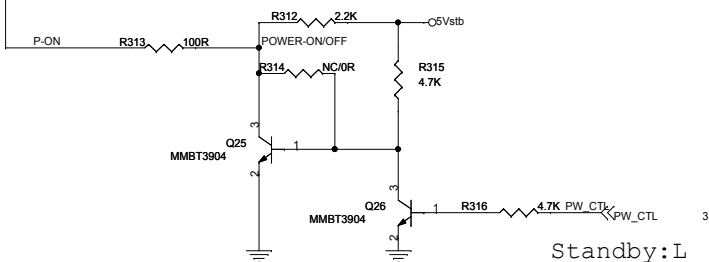 R312 2.2K
5Vstb
P-ON
R313 100R
POWER-ON/OFF
R314 NC/0R
R315
4.7K
3
Q25
1
MMBT3904
2
3
Q26
1
R316 4.7K PW_CTL
PW_CTL
3
MMBT3904
2
Standby:L